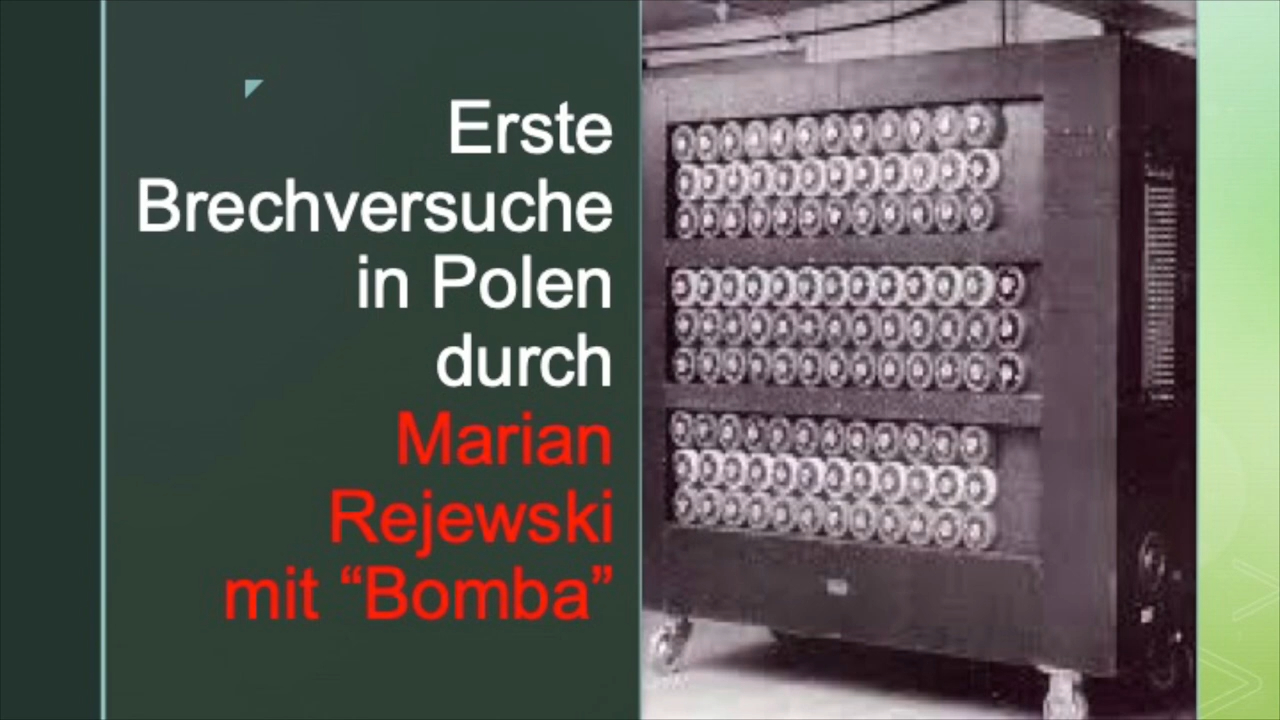 Erste
Brechversuche
in Polen
durch
Marian
Rejewski
mit “Bomba”